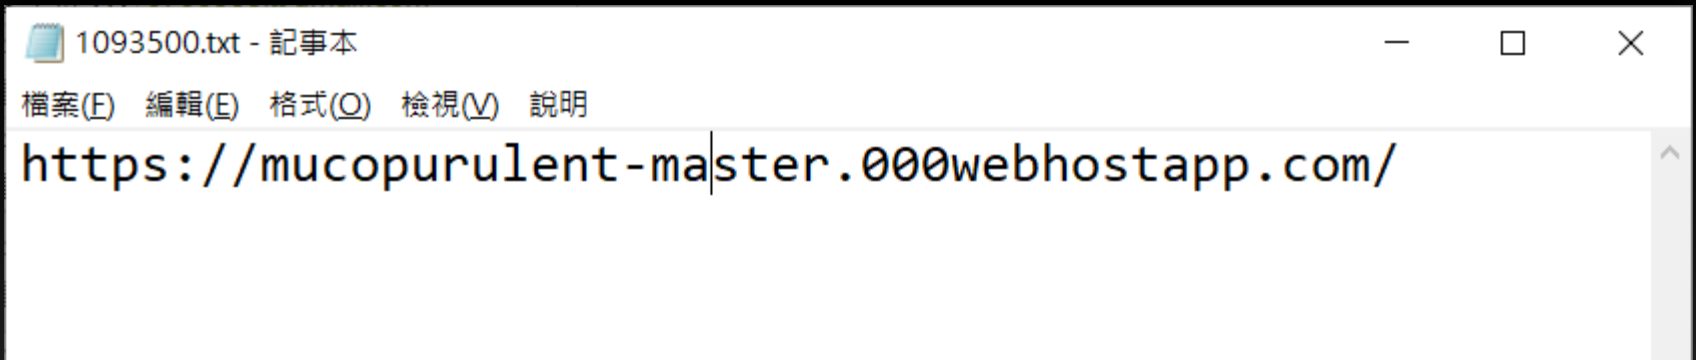 1093500.txt - 記事本
檔案(F) 編輯(E) 格式(O) 檢視(V) 說明
https://mucopurulent-master.000webhostapp.com/